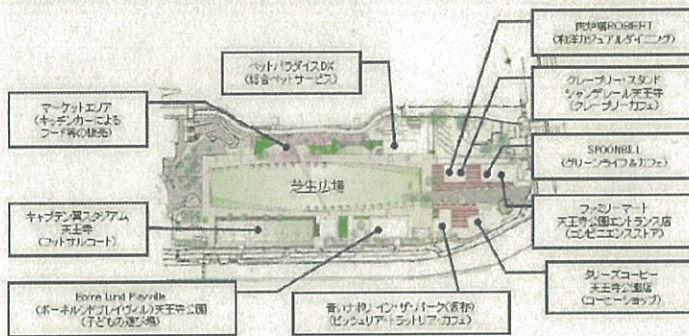 肉炉端ROBERT
(和洋カジュアルダイニング)
ペットパラダイスDX
(総合ペットサービス)
クレープリー・スタンド
シャンデレール天王寺
(クレープリーカフェ)
マーケットエリア
(キッチンカーによる
フード等の販売)
SPOONBILL
(グリーンライフ&カフェ)
芝生広場
ファミリーマート
天王寺公園エントランス店
(コンビニエンスストア)
キャプテン翼スタジアム
天王寺
(フットサルコート)
タリーズコーヒー
天王寺公園店
(コーヒーショップ)
Borne Lund Playville
(ボーネルンドプレイヴィル)天王寺公園
(子どもの遊び場)
青いナポリ・イン・ザ・パーク(仮称)
(ピッツェリア・トラットリア・カフェ)